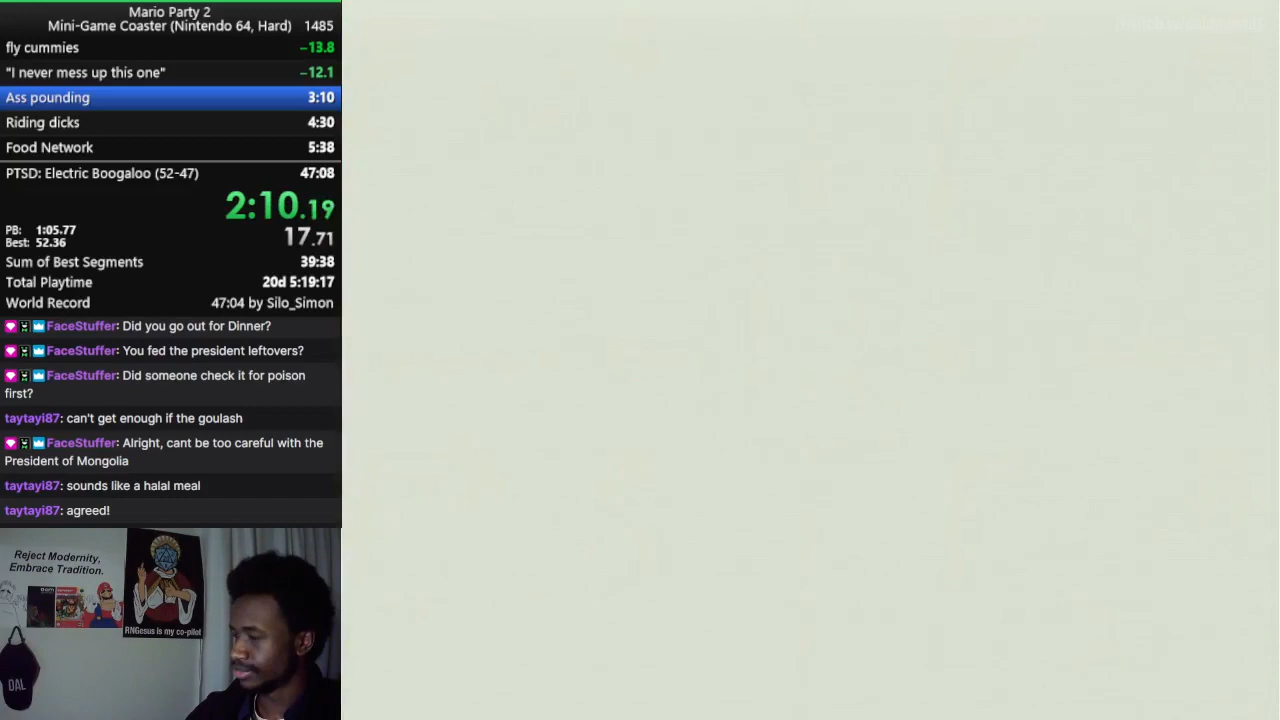 Mario Party 2
Mini-Game Coaster (Nintendo 64, Hard) 1485
fly cummies -13.8
"I never mess up this one" -12.1
Ass pounding 3:10
Riding dicks 4:30
Food Network 5:38
PTSD: Electric Boogaloo (52-47) 47:08
2:10.19
PB: 1:05.77
Best: 52.36
17.71
Sum of Best Segments 39:38
Total Playtime 20d 5:19:17
World Record 47:04 by Silo_Simon
FaceStuffer: Did you go out for Dinner?
FaceStuffer: You fed the president leftovers?
FaceStuffer: Did someone check it for poison
first?
taytayi87: can't get enough if the goulash
FaceStuffer: Alright, cant be too careful with the
President of Mongolia
taytayi87: sounds like a halal meal
taytayi87: agreed!
Reject Modernity,
Embrace Tradition.
RNGesus is my co-pilot
DAL